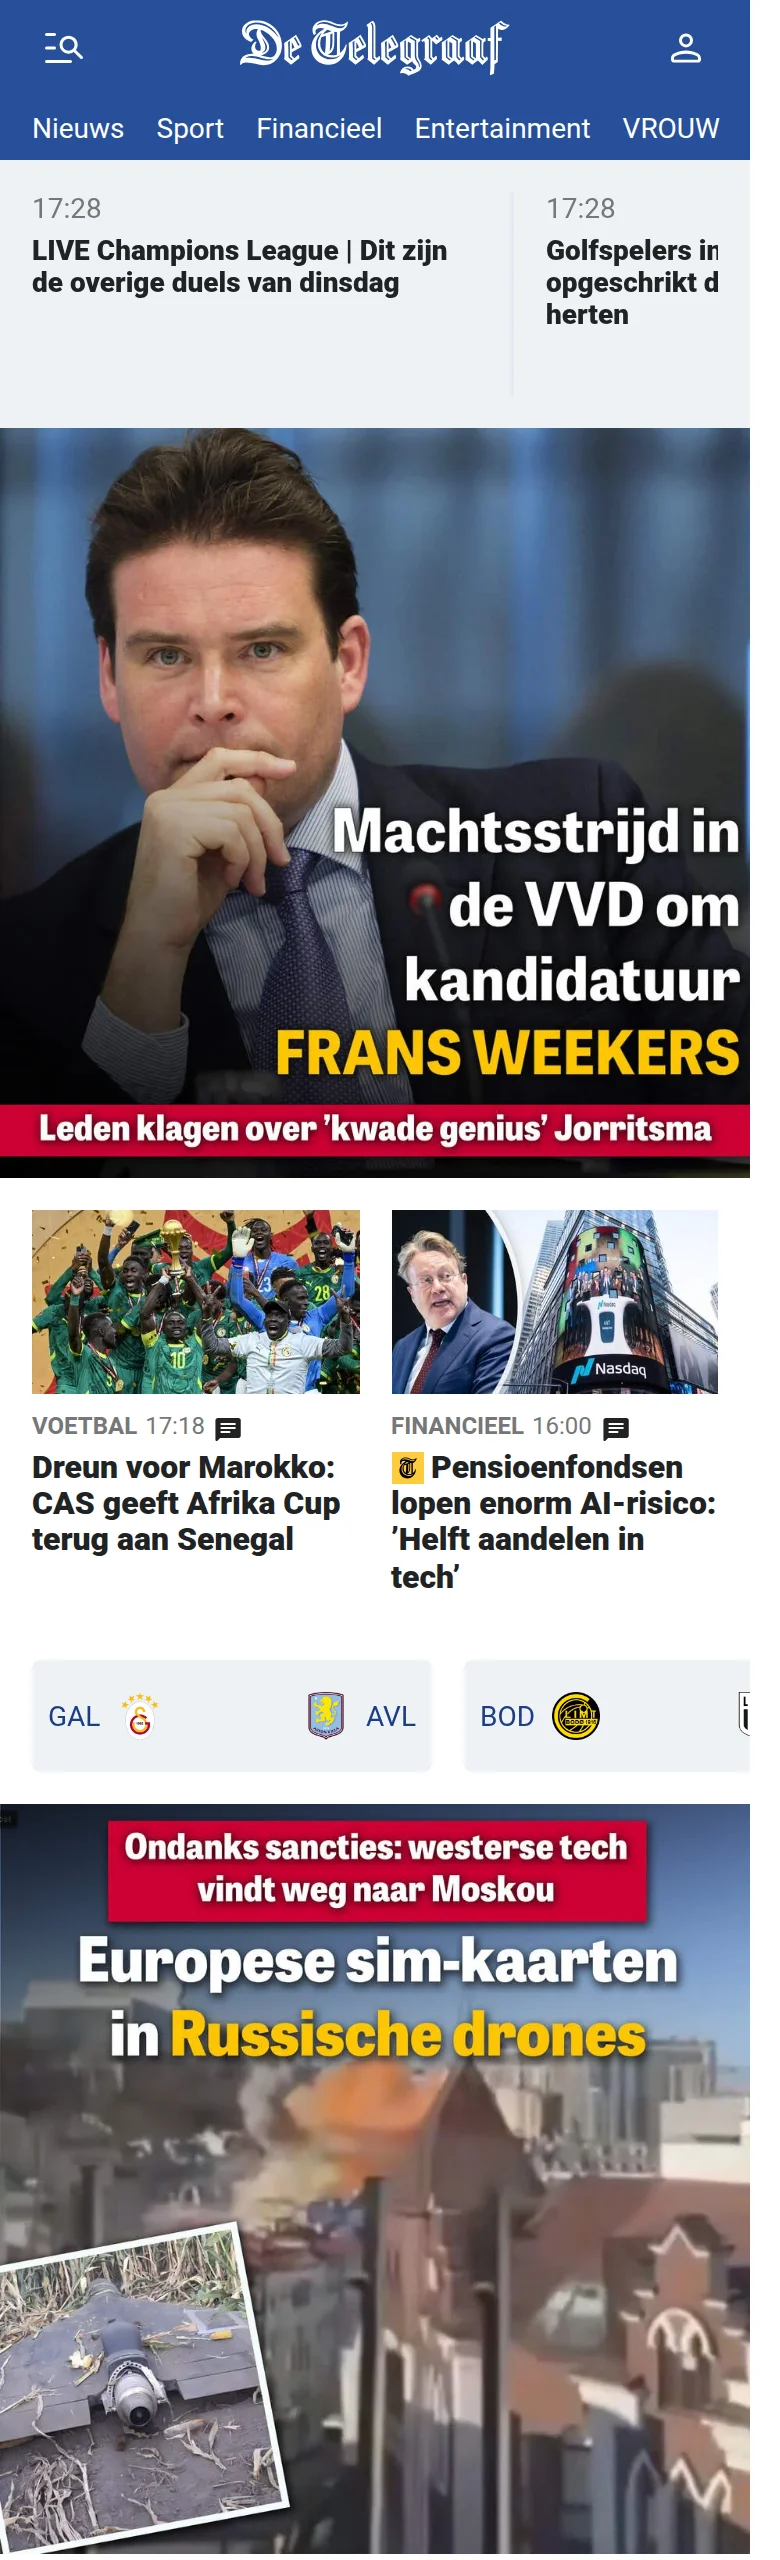 De Telegraaf
Nieuws Sport Financieel Entertainment VROUW
17:28
LIVE Champions League | Dit zijn
de overige duels van dinsdag
17:28
Golfspelers in
opgeschrikt d
herten
Machtsstrijd in
de VVD om
kandidatuur
FRANS WEEKERS
Leden klagen over ’kwade genius’ Jorritsma
VOETBAL 17:18
Dreun voor Marokko:
CAS geeft Afrika Cup
terug aan Senegal
10
28
23
Nasdaq
FINANCIEEL 16:00
Pensioenfondsen
lopen enorm AI-risico:
’Helft aandelen in
tech’
GAL
AVL
BOD
Ondanks sancties: westerse tech
vindt weg naar Moskou
Europese sim-kaarten
in Russische drones